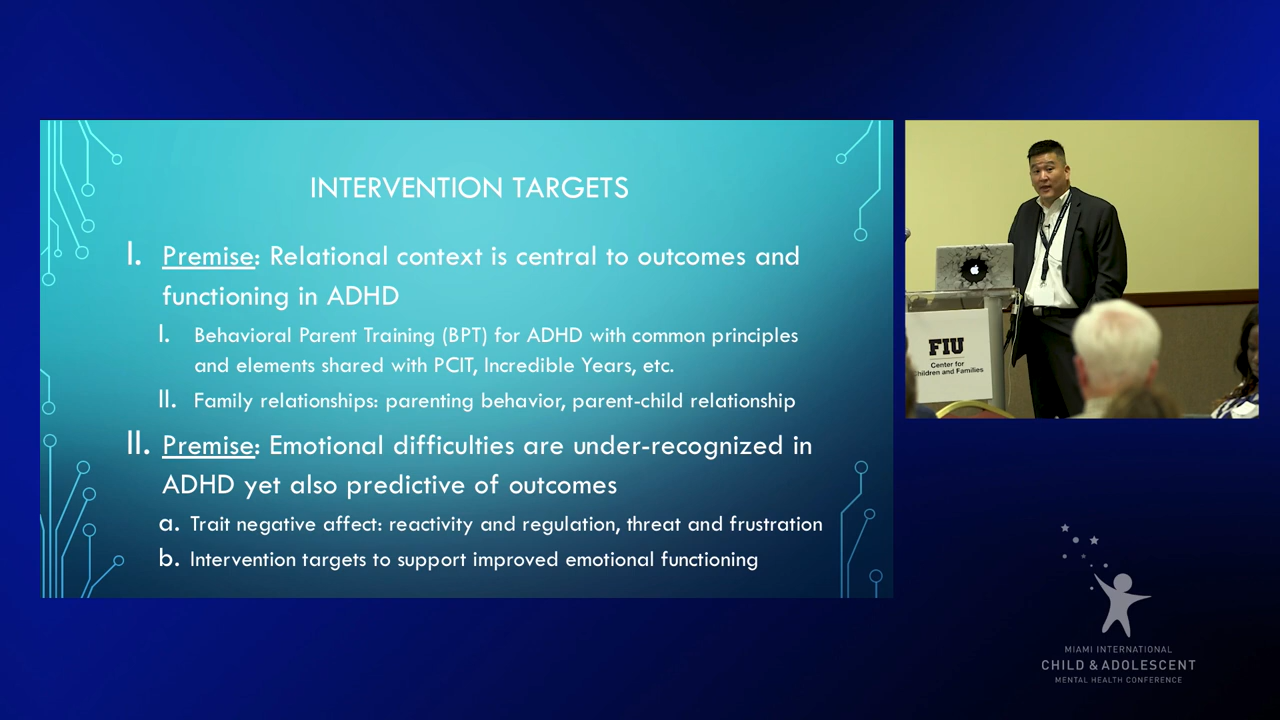 INTERVENTION TARGETS
I. Premise: Relational context is central to outcomes and
functioning in ADHD
I. Behavioral Parent Training (BPT) for ADHD with common principles
and elements shared with PCIT, Incredible Years, etc.
II. Family relationships: parenting behavior, parent-child relationship
II. Premise: Emotional difficulties are under-recognized in
ADHD yet also predictive of outcomes
a. Trait negative affect: reactivity and regulation, threat and frustration
b. Intervention targets to support improved emotional functioning
FIU
Center for
Children and Families
MIAMI INTERNATIONAL
CHILD & ADOLESCENT
MENTAL HEALTH CONFERENCE